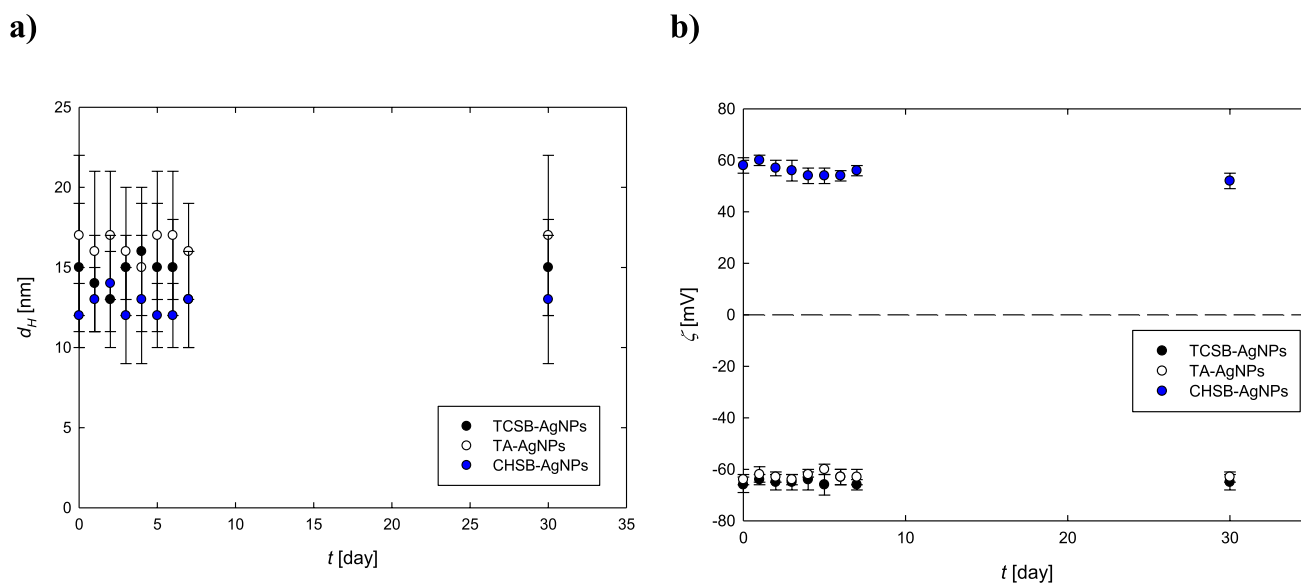 a)
25
20
15
10
5
0
d_H [nm]
0 5 10 15 20 25 30 35
t [day]
TCSB-AgNPs
TA-AgNPs
CHSB-AgNPs
b)
80
60
40
20
0
-20
-40
-60
-80
ζ [mV]
0 10 20 30
t [day]
TCSB-AgNPs
TA-AgNPs
CHSB-AgNPs